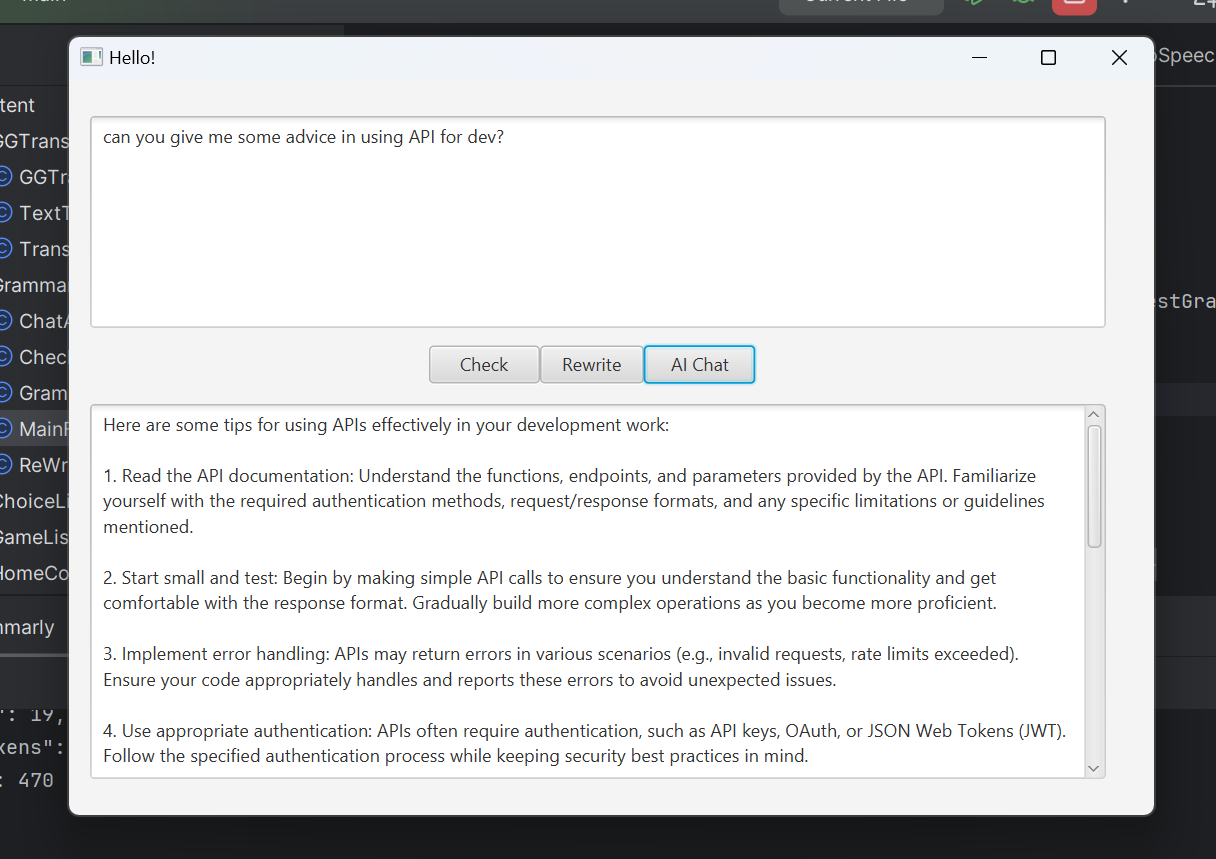 Hello!
tent
can you give me some advice in using API for dev?
Check
Rewrite
AI Chat
Here are some tips for using APIs effectively in your development work:
1. Read the API documentation: Understand the functions, endpoints, and parameters provided by the API. Familiarize
yourself with the required authentication methods, request/response formats, and any specific limitations or guidelines
mentioned.
2. Start small and test: Begin by making simple API calls to ensure you understand the basic functionality and get
comfortable with the response format. Gradually build more complex operations as you become more proficient.
3. Implement error handling: APIs may return errors in various scenarios (e.g., invalid requests, rate limits exceeded).
Ensure your code appropriately handles and reports these errors to avoid unexpected issues.
4. Use appropriate authentication: APIs often require authentication, such as API keys, OAuth, or JSON Web Tokens (JWT).
Follow the specified authentication process while keeping security best practices in mind.
GGTrans
GGTra
TextT
Trans
Gramma
ChatA
Chec
Gram
MainF
ReWr
ChoiceLi
GameLis
HomeCo
marly
": 19,
kens":
: 470
oSpeec
estGra